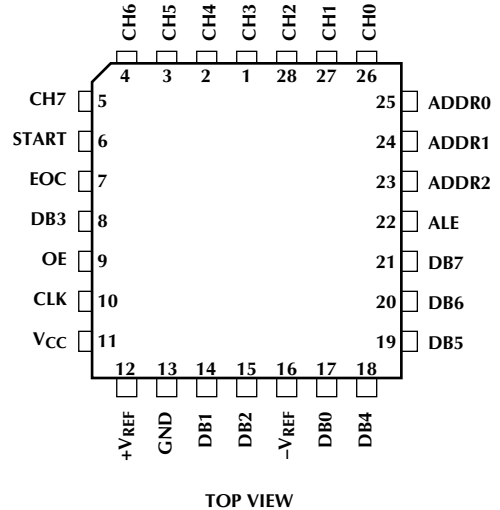 CH6 CH5 CH4 CH3 CH2 CH1 CH0
4 3 2 1 28 27 26
CH7 5
START 6
EOC 7
DB3 8
OE 9
CLK 10
VCC 11
25 ADDR0
24 ADDR1
23 ADDR2
22 ALE
21 DB7
20 DB6
19 DB5
12 13 14 15 16 17 18
+VREF GND DB1 DB2 –VREF DB0 DB4
TOP VIEW